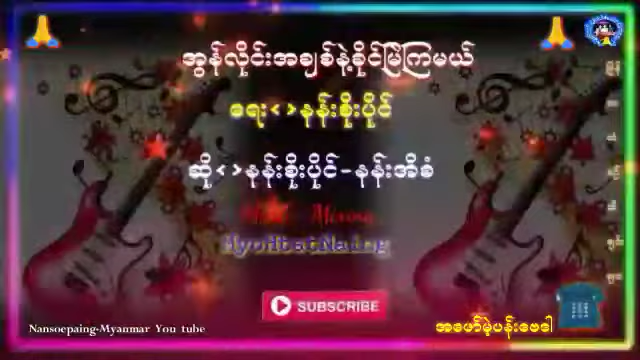 အွန်လိုင်းအချစ်နဲ့ခိုင်မြဲကြမယ်
ရေး<>နန်းစိုးပိုင်
ဆို<>နန်းစိုးပိုင်-နန်းအိခံ
SUBSCRIBE
Nansoepaing-Myanmar You tube
အဖော်မဲ့ပန်းဗေဒါ